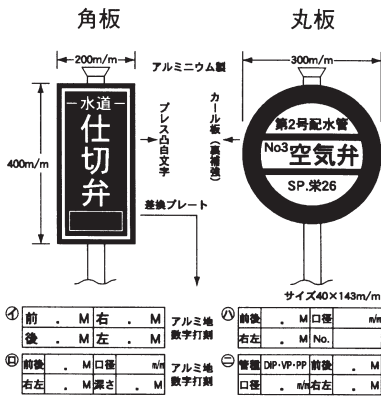 角板
丸板
200m/m
300m/m
アルミニウム製
400m/m
－水道－
仕切弁
プレス凸白文字
カール板（裏補強）
第2号配水管
No3 空気弁
SP.栄26
差換プレート
サイズ40×143m/m
㋑
前 . M 右 . M
後 . M 左 . M
アルミ地
数字打刻
㋺
前後 . M 口径 m/m
右左 . M 深さ . M
アルミ地
数字打刻
㋩
前後 . M 口径 m/m
右左 . M No.
㋥
管種 DIP・VP・PP 前後 . M
口径 . m/m 右左 . M